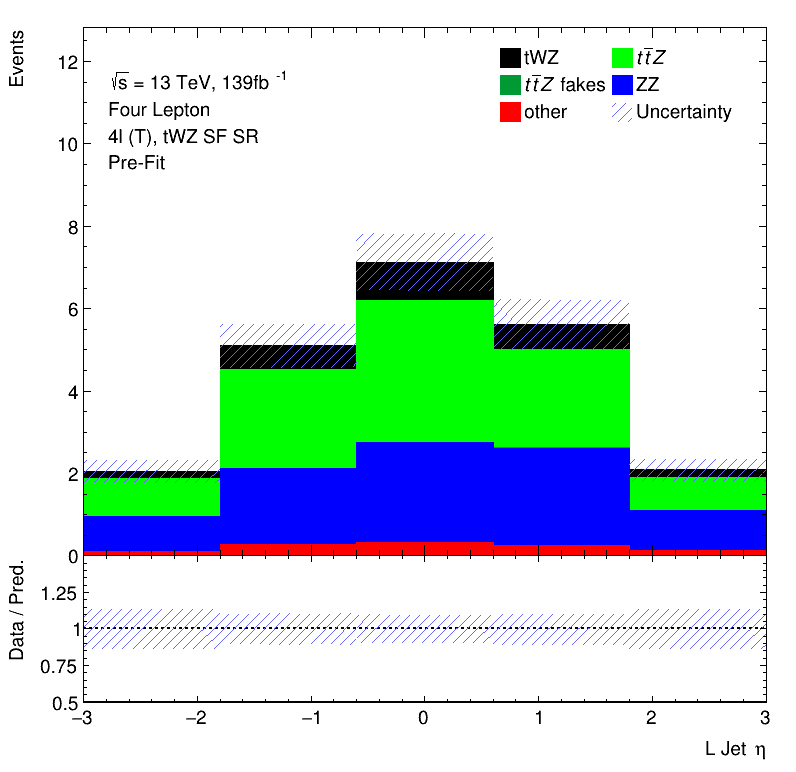 Events
12
10
8
6
4
2
0
√s = 13 TeV, 139fb⁻¹
Four Lepton
4l (T), tWZ SF SR
Pre-Fit
tWZ
tt̄Z
tt̄Z fakes
ZZ
other
Uncertainty
Data / Pred.
1.25
1
0.75
0.5
−3 −2 −1 0 1 2 3
L Jet η